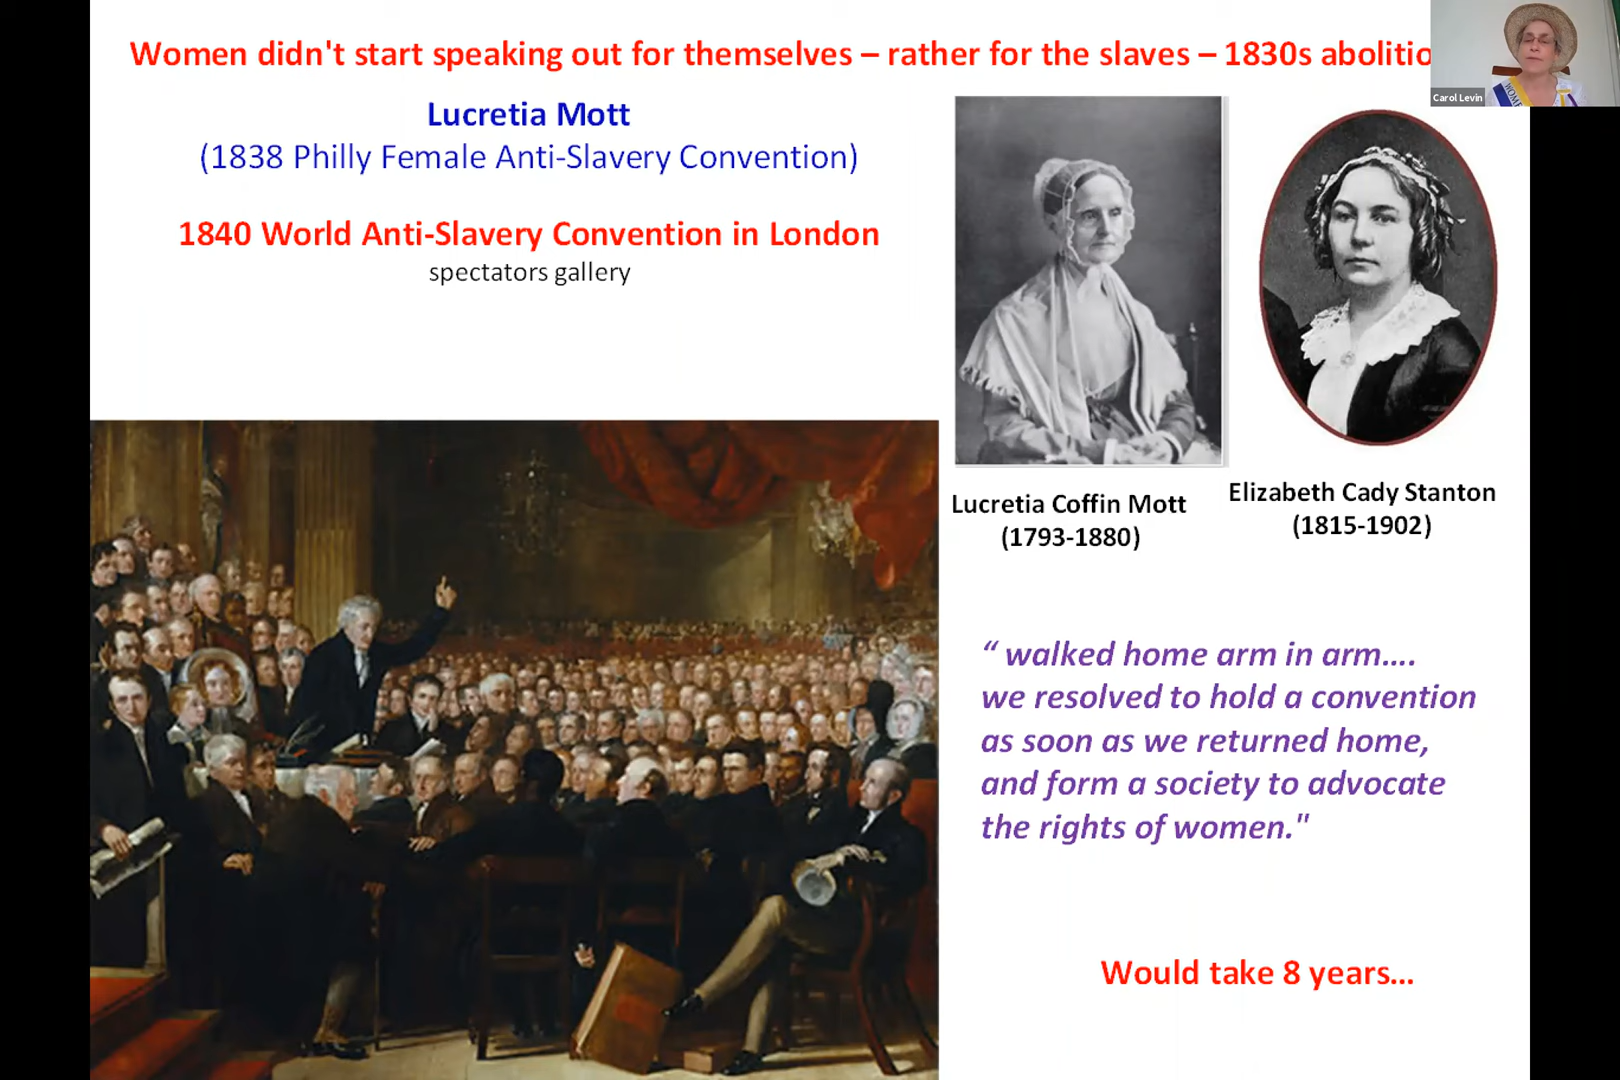 Women didn't start speaking out for themselves – rather for the slaves – 1830s abolitio
Carol Levin
Lucretia Mott
(1838 Philly Female Anti-Slavery Convention)
1840 World Anti-Slavery Convention in London
spectators gallery
Lucretia Coffin Mott
(1793-1880)
Elizabeth Cady Stanton
(1815-1902)
“ walked home arm in arm....
we resolved to hold a convention
as soon as we returned home,
and form a society to advocate
the rights of women."
Would take 8 years...